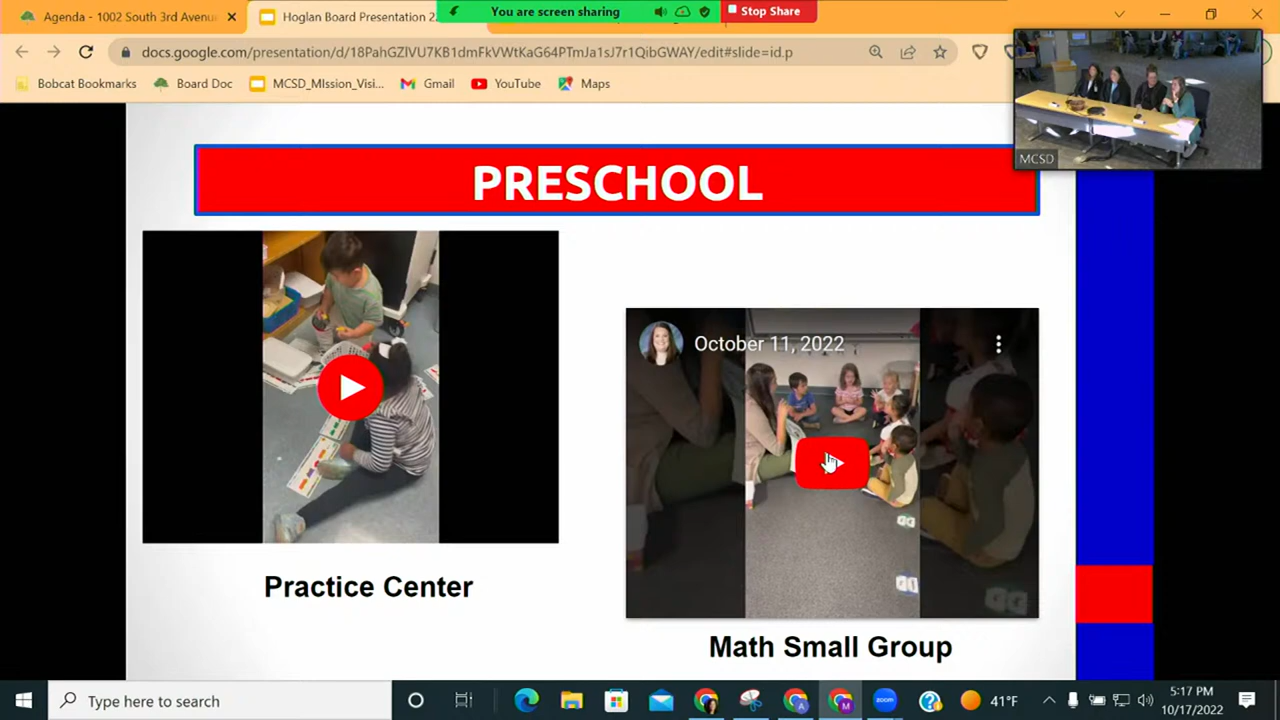 Agenda - 1002 South 3rd Avenu
Hoglan Board Presentation 2
You are screen sharing
Stop Share
docs.google.com/presentation/d/18PahGZlVU7KB1dmFkVWtKaG64PTmJa1sJ7r1QibGWAY/edit#slide=id.p
Bobcat Bookmarks
Board Doc
MCSD_MIssion_Visi...
Gmail
YouTube
Maps
MCSD
PRESCHOOL
October 11, 2022
Practice Center
Math Small Group
Type here to search
41°F
5:17 PM
10/17/2022